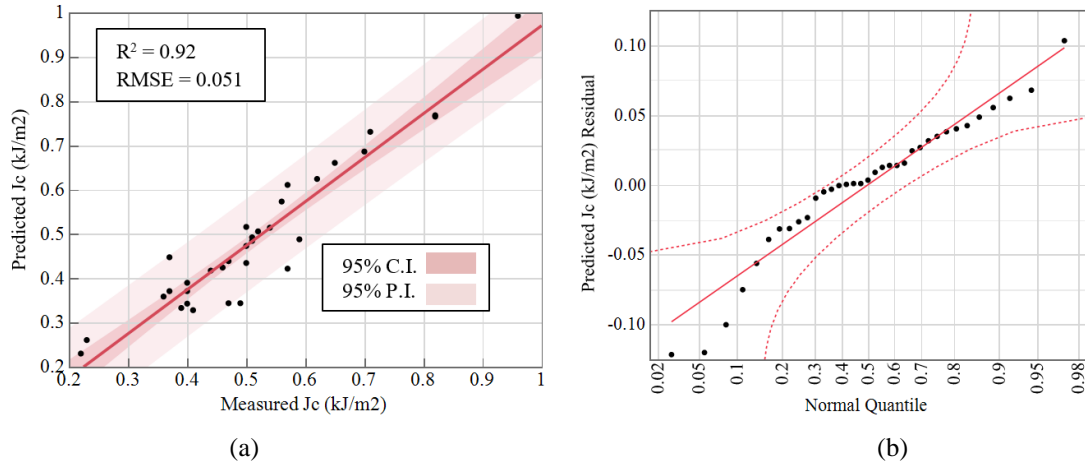 1
0.9
0.8
0.7
0.6
0.5
0.4
0.3
0.2
Predicted Jc (kJ/m2)
R² = 0.92
RMSE = 0.051
95% C.I.
95% P.I.
0.2 0.3 0.4 0.5 0.6 0.7 0.8 0.9 1
Measured Jc (kJ/m2)
(a)
0.10
0.05
0.00
-0.05
-0.10
Predicted Jc (kJ/m2) Residual
0.02 0.05 0.1 0.2 0.3 0.4 0.5 0.6 0.7 0.8 0.9 0.95 0.98
Normal Quantile
(b)